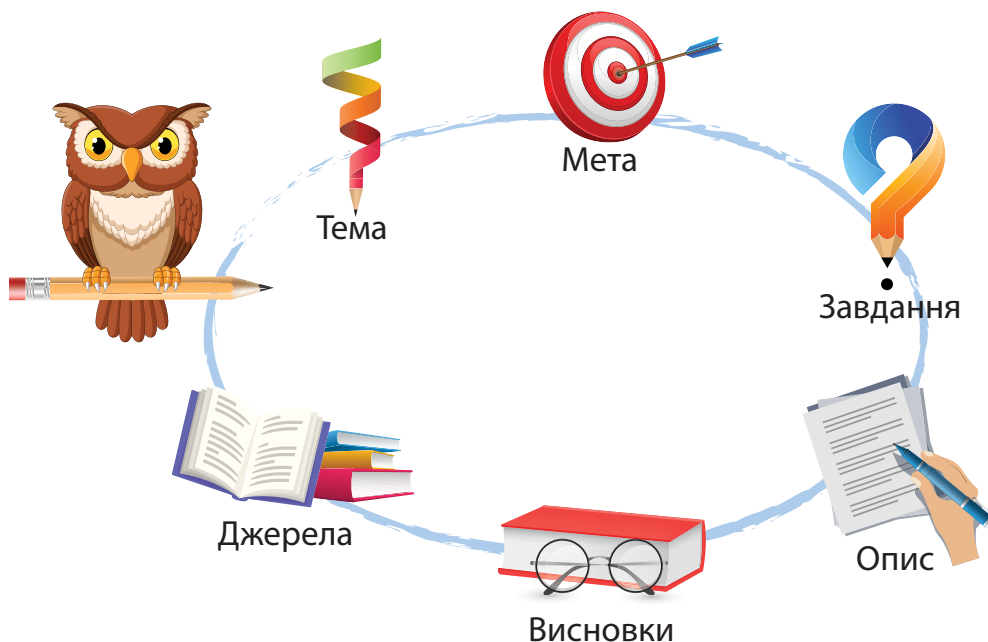 Тема
Мета
Завдання
Опис
Висновки
Джерела